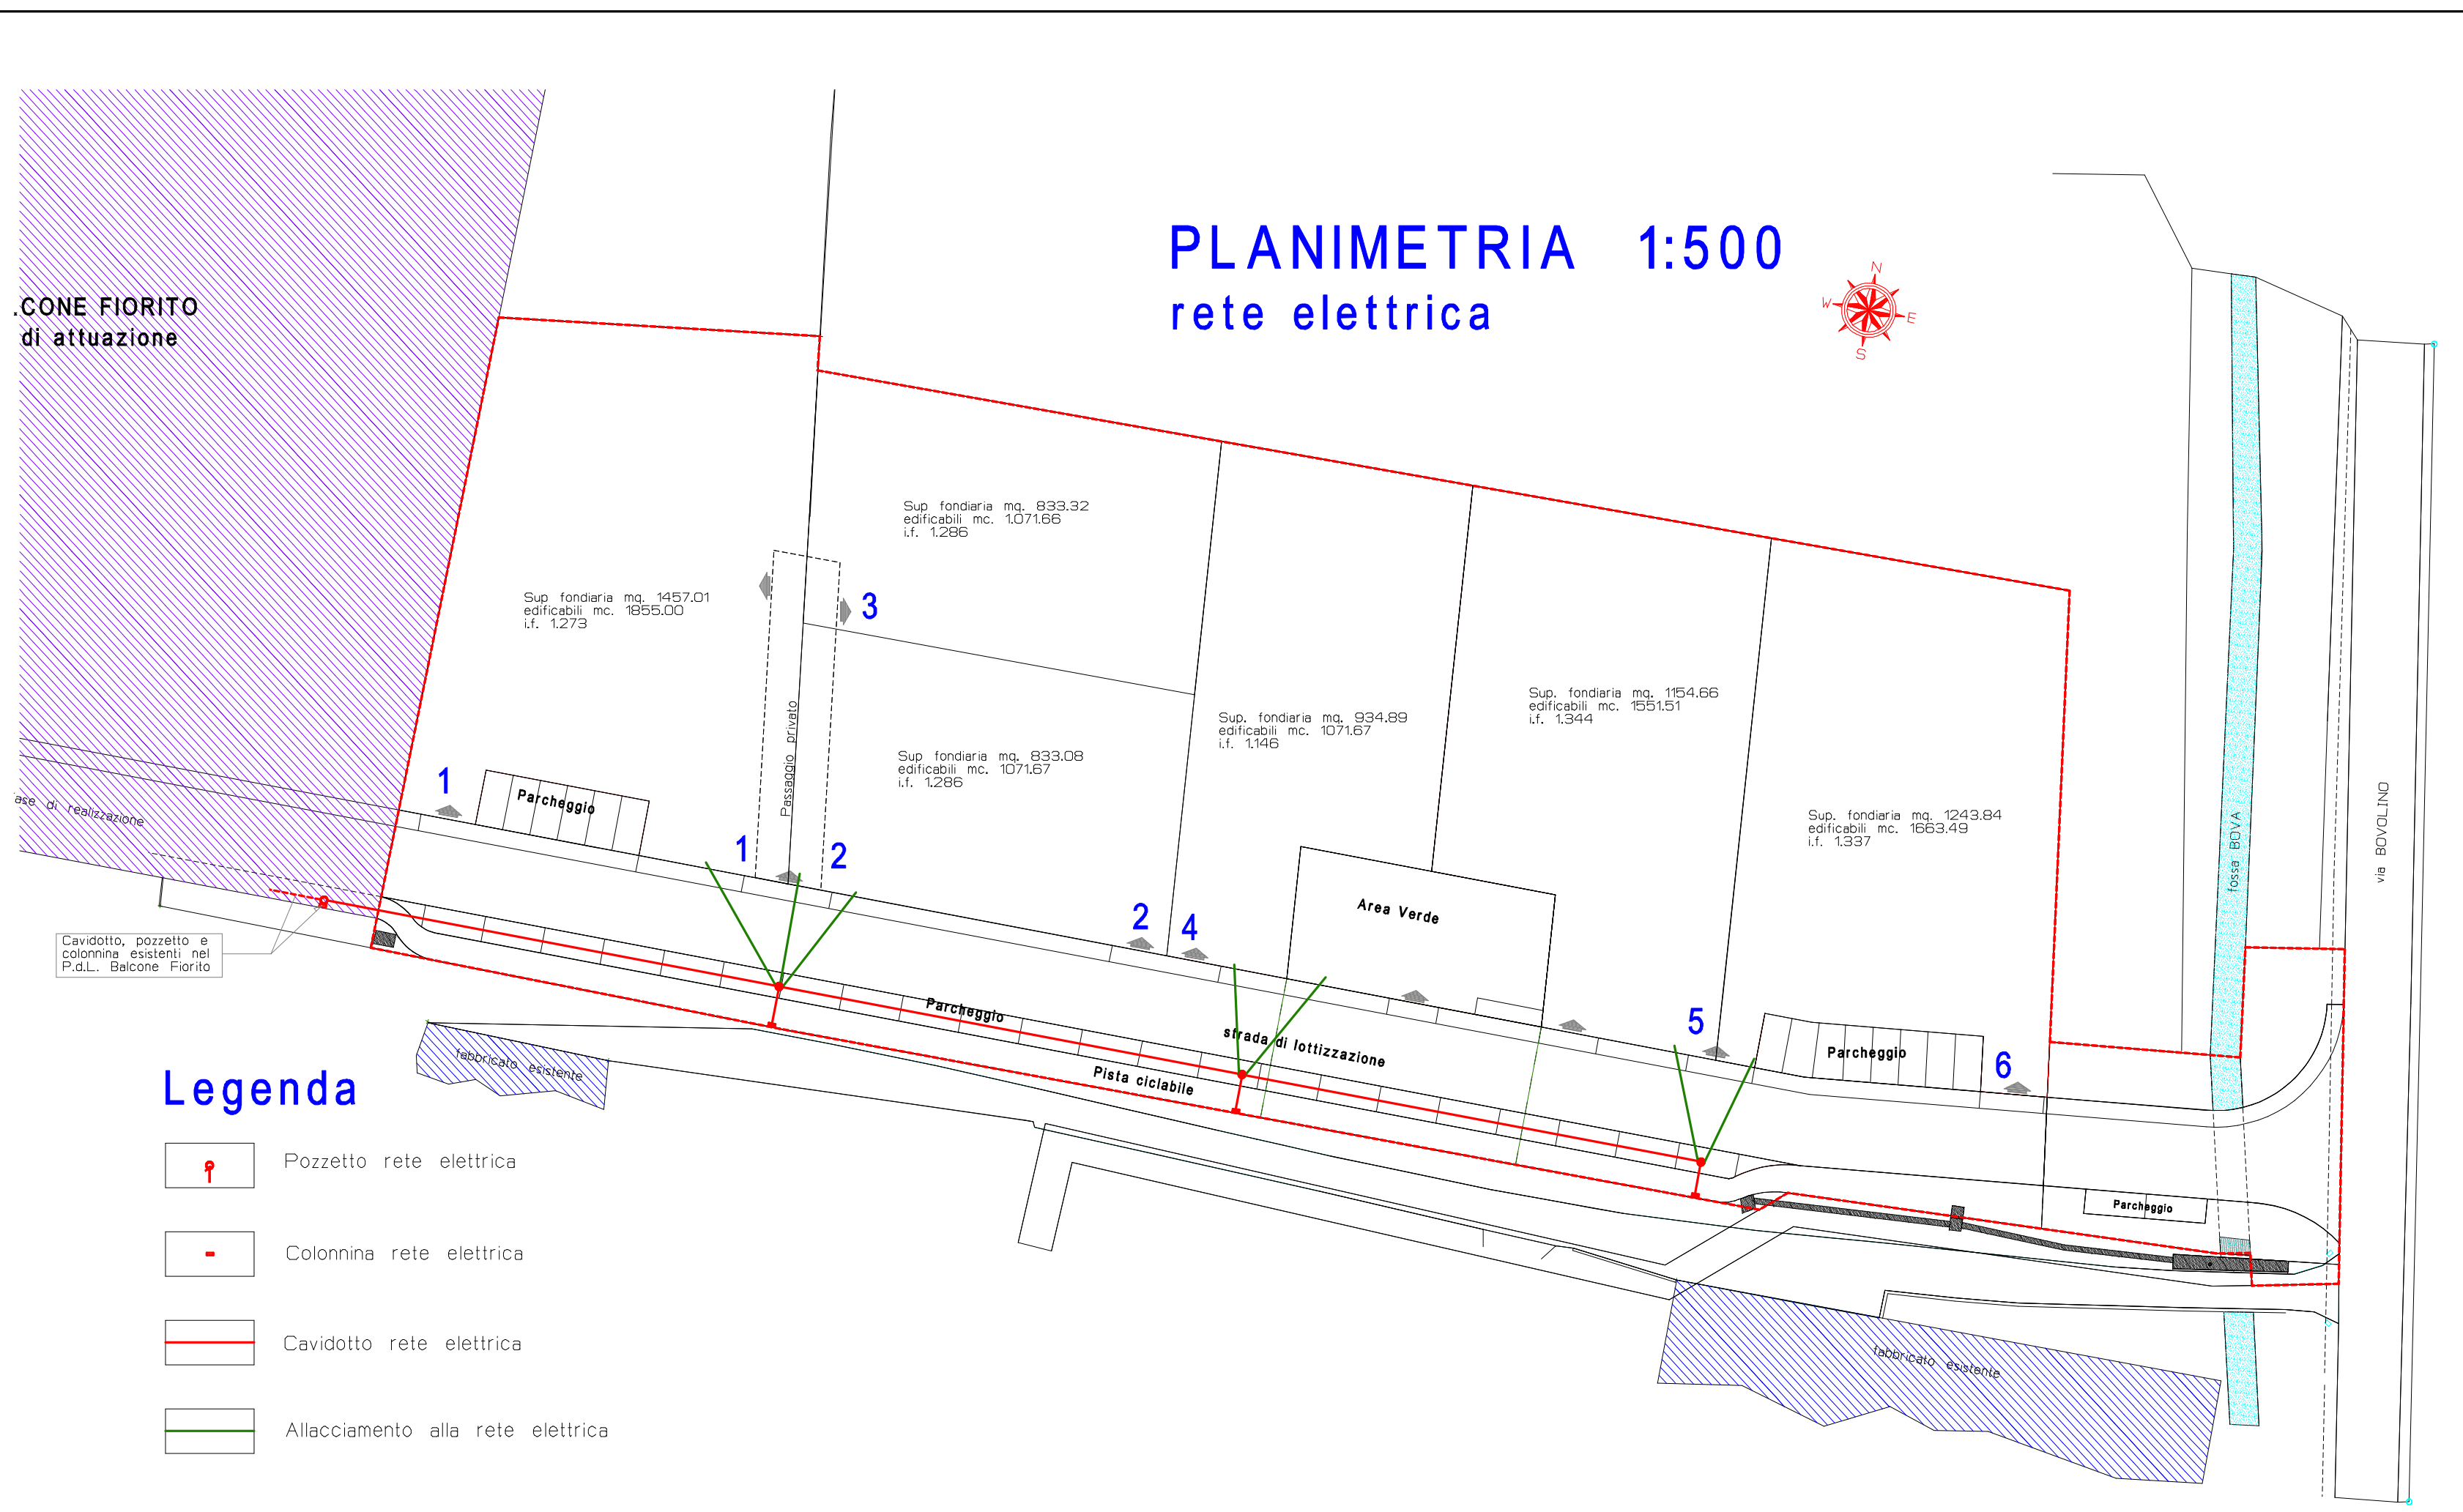 PLANIMETRIA 1:500
rete elettrica
N
W
E
S
.CONE FIORITO
di attuazione
Sup fondiaria mq. 833.32
edificabili mc. 1.071.66
i.f. 1.286
Sup fondiaria mq. 1457.01
edificabili mc. 1855.00
i.f. 1.273
3
Passaggio privato
Sup fondiaria mq. 833.08
edificabili mc. 1071.67
i.f. 1.286
Sup. fondiaria mq. 934.89
edificabili mc. 1071.67
i.f. 1.146
Sup. fondiaria mq. 1154.66
edificabili mc. 1551.51
i.f. 1.344
Sup. fondiaria mq. 1243.84
edificabili mc. 1663.49
i.f. 1.337
fossa BOVA
via BOVOLINO
1
Parcheggio
ase di realizzazione
1
2
2
4
Area Verde
5
Parcheggio
6
Cavidotto, pozzetto e
colonnina esistenti nel
P.d.L. Balcone Fiorito
Parcheggio
strada di lottizzazione
Pista ciclabile
Parcheggio
fabbricato esistente
fabbricato esistente
Legenda
Pozzetto rete elettrica
Colonnina rete elettrica
Cavidotto rete elettrica
Allacciamento alla rete elettrica